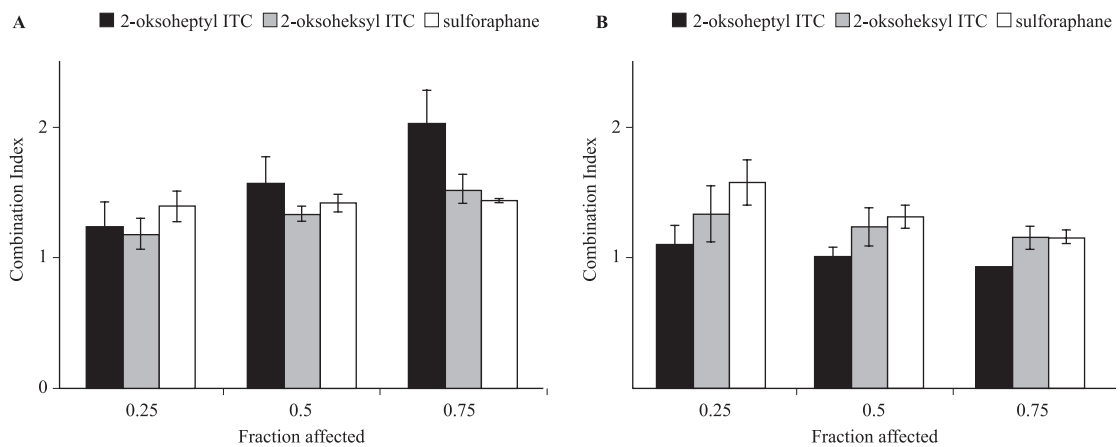 A
2-oksoheptyl ITC 2-oksoheksyl ITC sulforaphane
Combination Index
2
1
0
0.25 0.5 0.75
Fraction affected
B
2-oksoheptyl ITC 2-oksoheksyl ITC sulforaphane
Combination Index
2
1
0.25 0.5 0.75
Fraction affected